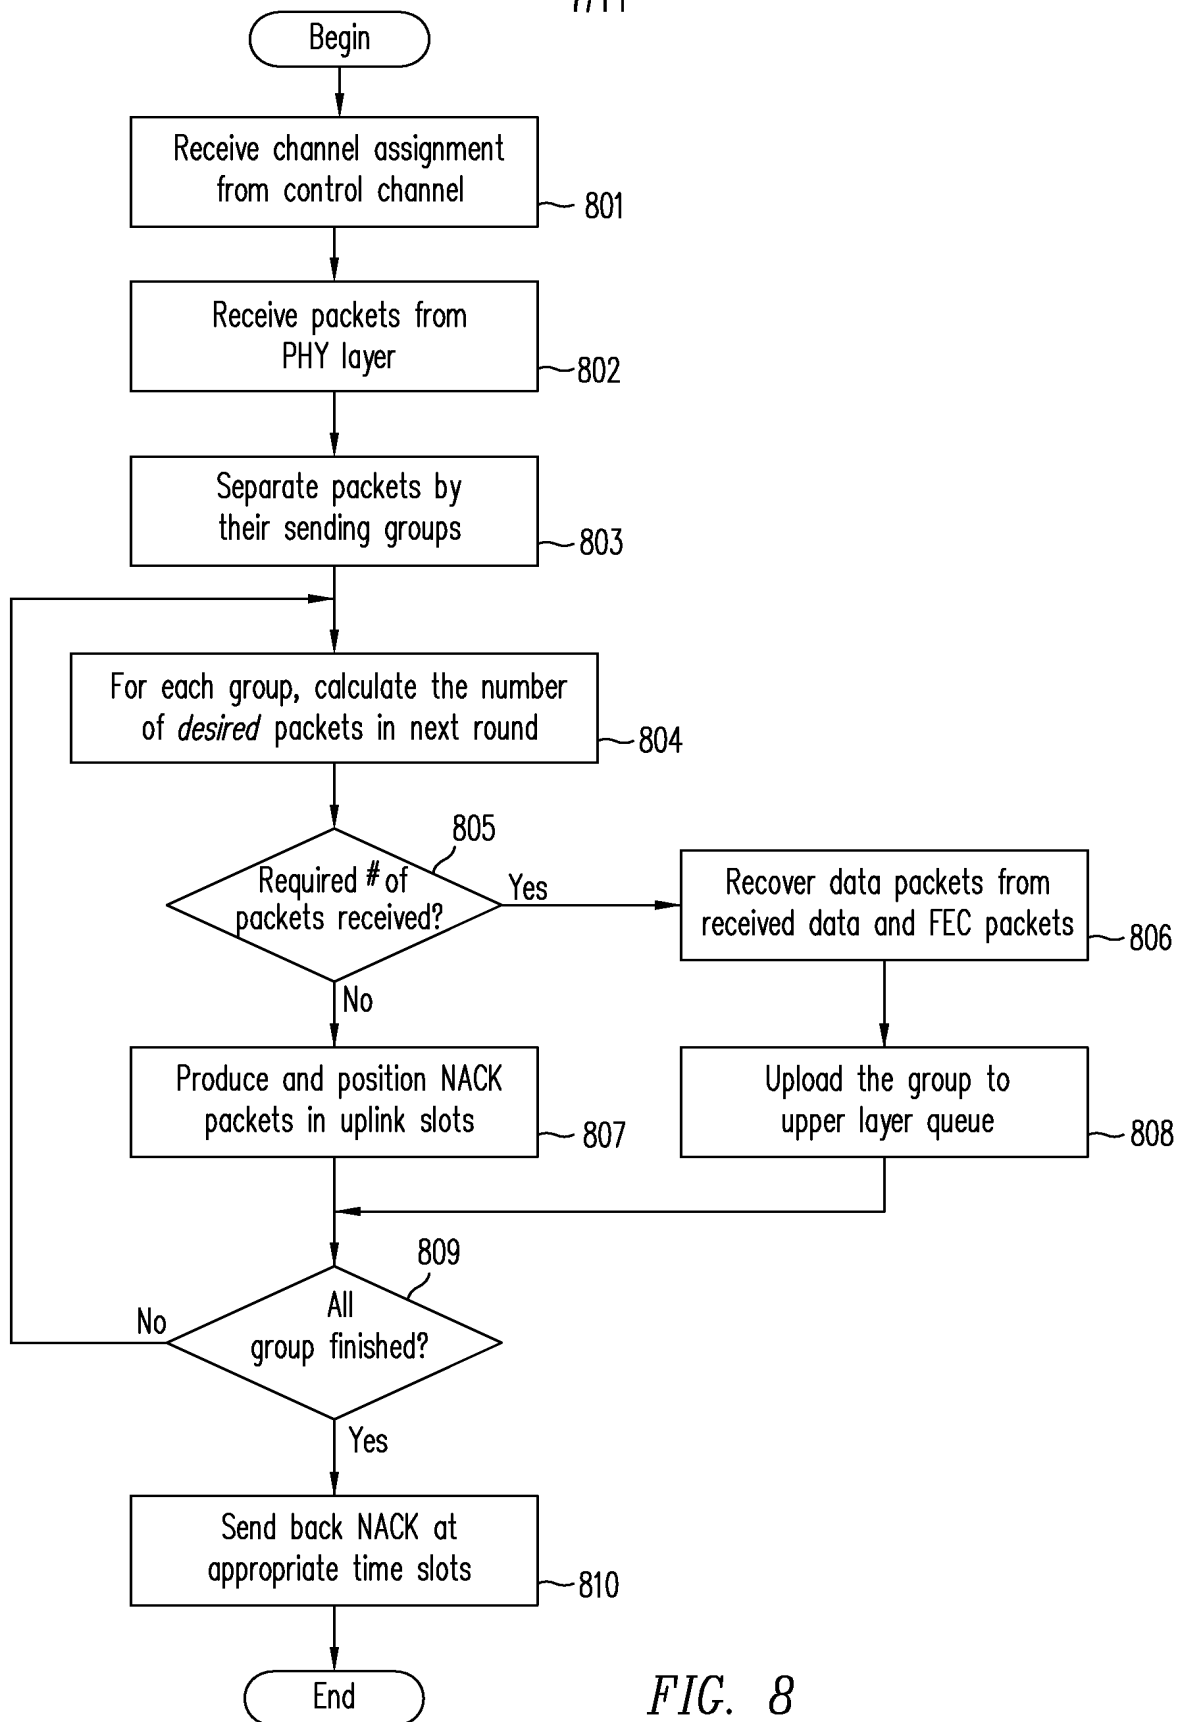 Begin
Receive channel assignment
from control channel
801
Receive packets from
PHY layer
802
Separate packets by
their sending groups
803
For each group, calculate the number
of desired packets in next round
804
805
Required # of
packets received?
Yes
No
Recover data packets from
received data and FEC packets
806
Produce and position NACK
packets in uplink slots
807
Upload the group to
upper layer queue
808
809
All
group finished?
No
Yes
Send back NACK at
appropriate time slots
810
End
FIG. 8